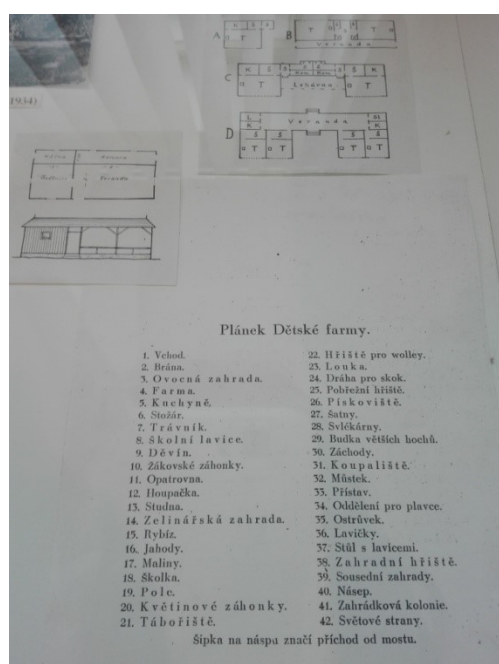 1934)
A
K S S
T
B
T
T
Veranda
C
K S S S S S K
a T
Lehárna
a T
D
Veranda
S S
S S
a T
a T
a T
a T
Veranda
Plánek Dětské farmy.
1. Vchod.
2. Brána.
3. Ovocná zahrada.
4. Farma.
5. Kuchyně.
6. Stožár.
7. Trávník.
8. Školní lavice.
9. Děvín.
10. Žákovské záhonky.
11. Opatrovna.
12. Houpačka.
13. Studna.
14. Zelinářská zahrada.
15. Rybíz.
16. Jahody.
17. Maliny.
18. Školka.
19. Pole.
20. Květinové záhonky.
21. Tábořiště.
22. Hřiště pro wolley.
23. Louka.
24. Dráha pro skok.
25. Pobřežní hřiště.
26. Pískoviště.
27. Šatny.
28. Svlékárny.
29. Budka větších hochů.
30. Záchody.
31. Koupaliště.
32. Můstek.
33. Přístav.
34. Oddělení pro plavce.
35. Ostrůvek.
36. Lavičky.
37. Stůl s lavicemi.
38. Zahradní hřiště.
39. Sousední zahrady.
40. Násep.
41. Zahrádková kolonie.
42. Světové strany.
Šipka na náspu značí příchod od mostu.